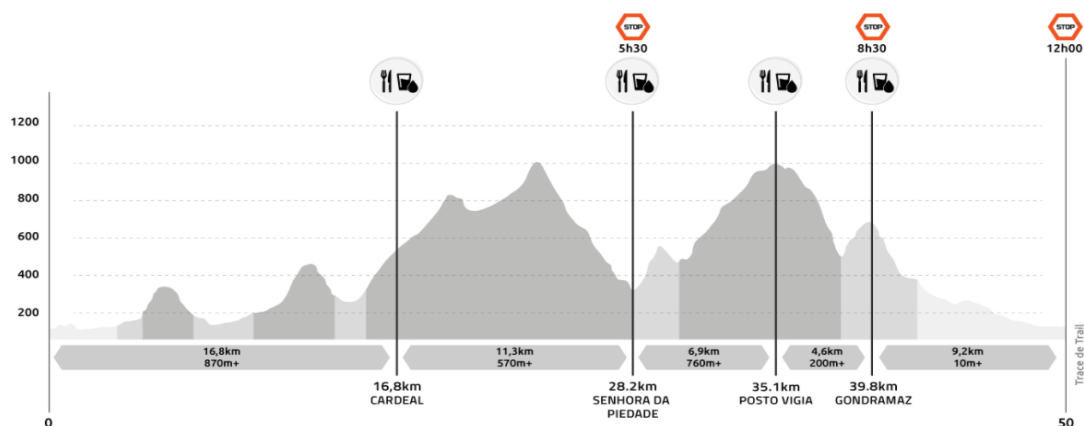 STOP
5h30
STOP
8h30
STOP
12h00
1200
1000
800
600
400
200
16,8km
870m+
11,3km
570m+
6,9km
760m+
4,6km
200m+
9,2km
10m+
0
16,8km
CARDEAL
28.2km
SENHORA DA
PIEDADE
35.1km
POSTO VIGIA
39.8km
GONDRAMAZ
50
Trace de Trail